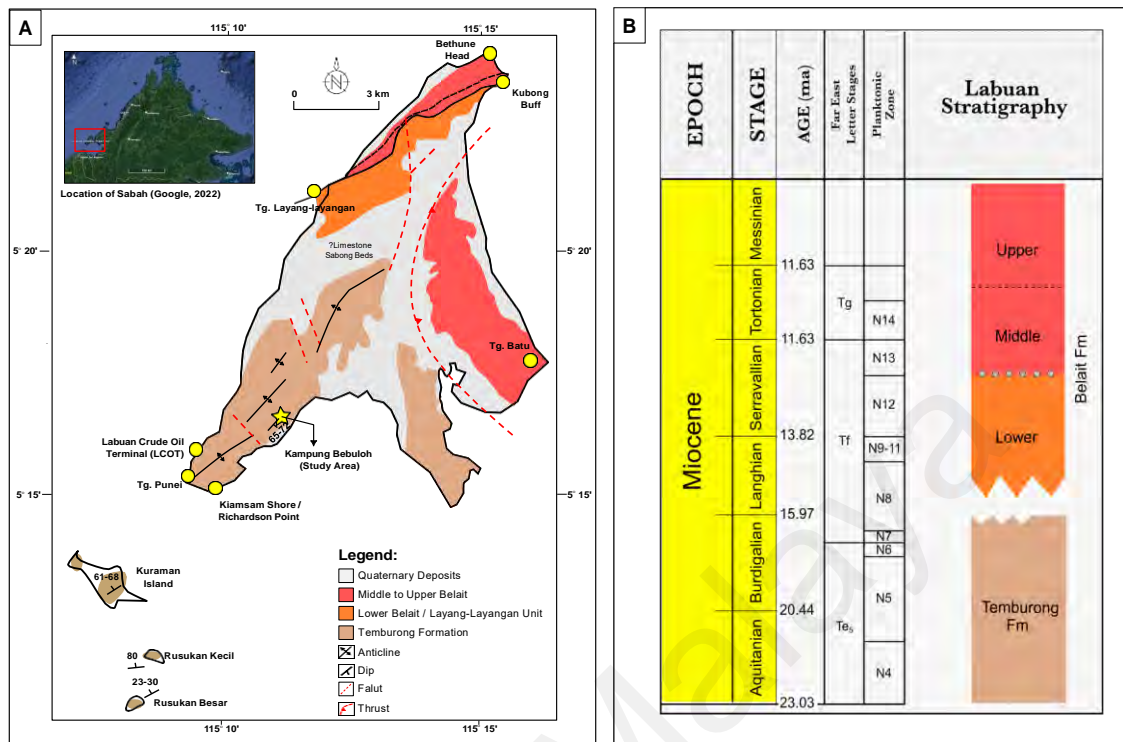 A
115˚ 10'
115˚ 15'
Bethune
Head
Kubong
Buff
N
0 3 km
Location of Sabah (Google, 2022)
Tg. Layang-layangan
5˚ 20'
5˚ 20'
?Limestone
Sabong Beds
Tg. Batu
65-72
Labuan Crude Oil
Terminal (LCOT)
Kampung Bebuloh
(Study Area)
Tg. Punei
5˚ 15'
5˚ 15'
Kiamsam Shore /
Richardson Point
Kuraman
Island
61-68
80
Rusukan Kecil
23-30
Rusukan Besar
Legend:
Quaternary Deposits
Middle to Upper Belait
Lower Belait / Layang-Layangan Unit
Temburong Formation
Anticline
Dip
Falut
Thrust
115˚ 10'
115˚ 15'
B
EPOCH
STAGE
AGE (ma)
Far East
Letter Stages
Planktonic
Zone
Labuan
Stratigraphy
Miocene
Messinian
Tortonian
Serravallian
Langhian
Burdigalian
Aquitanian
11.63
11.63
13.82
15.97
20.44
23.03
Tg
Tf
Te5
N14
N13
N12
N9-11
N8
N7
N6
N5
N4
Upper
Middle
Lower
Belait Fm
Temburong
Fm
Malaya